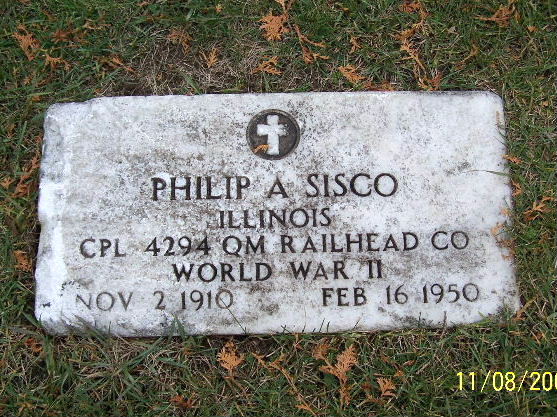 PHILIP A SISCO
ILLINOIS
CPL 4294 QM RAILHEAD CO
WORLD WAR II
NOV 2 1910 FEB 16 1950